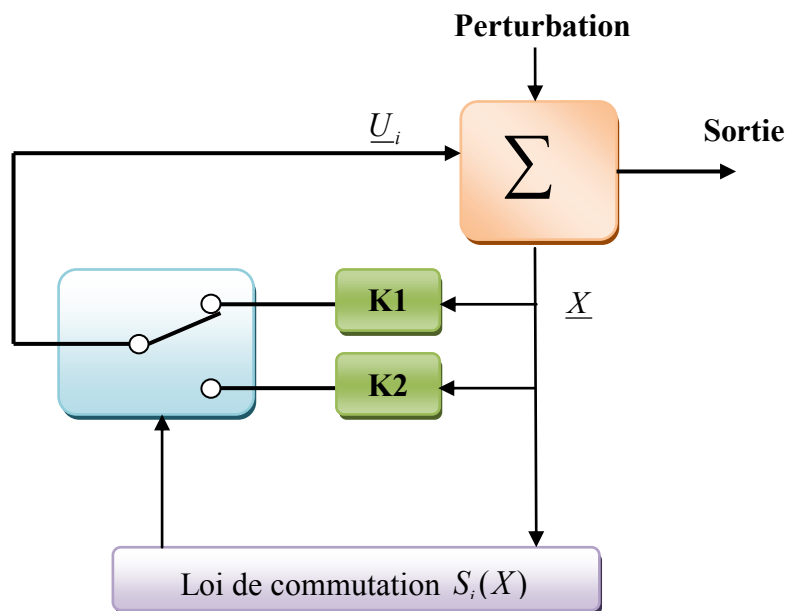 Perturbation
U_i
Sortie
Σ
K1
X
K2
Loi de commutation S_i(X)